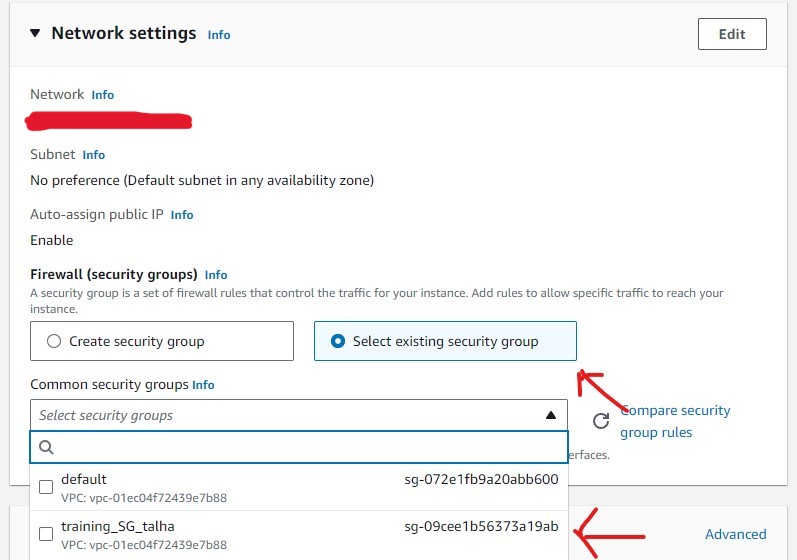 Network settings Info
Edit
Network Info
Subnet Info
No preference (Default subnet in any availability zone)
Auto-assign public IP Info
Enable
Firewall (security groups) Info
A security group is a set of firewall rules that control the traffic for your instance. Add rules to allow specific traffic to reach your
instance.
Create security group
Select existing security group
Common security groups Info
Select security groups
Compare security
group rules
erfaces.
default sg-072e1fb9a20abb600
VPC: vpc-01ec04f72439e7b88
training_SG_talha sg-09cee1b56373a19ab
VPC: vpc-01ec04f72439e7b88
Advanced